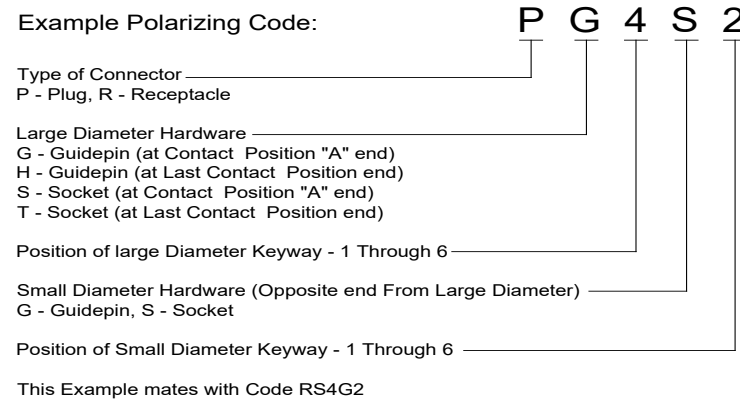 Example Polarizing Code: P G 4 S 2
Type of Connector
P - Plug, R - Receptacle
Large Diameter Hardware
G - Guidepin (at Contact Position "A" end)
H - Guidepin (at Last Contact Position end)
S - Socket (at Contact Position "A" end)
T - Socket (at Last Contact Position end)
Position of large Diameter Keyway - 1 Through 6
Small Diameter Hardware (Opposite end From Large Diameter)
G - Guidepin, S - Socket
Position of Small Diameter Keyway - 1 Through 6
This Example mates with Code RS4G2